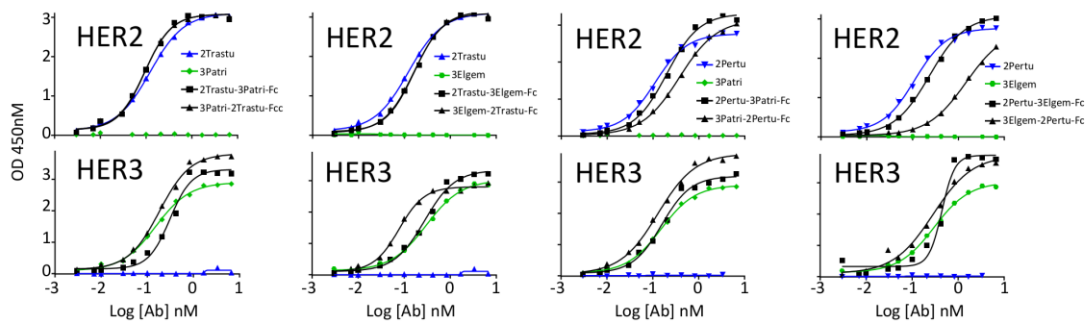 OD 450nM
3
2
1
0
HER2
2Trastu
3Patri
2Trastu-3Patri-Fc
3Patri-2Trastu-Fcc
HER2
2Trastu
3Elgem
2Trastu-3Elgem-Fc
3Elgem-2Trastu-Fc
HER2
2Pertu
3Patri
2Pertu-3Patri-Fc
3Patri-2Pertu-Fc
HER2
2Pertu
3Elgem
2Pertu-3Elgem-Fc
3Elgem-2Pertu-Fc
3
2
1
0
HER3
HER3
HER3
HER3
-3 -2 -1 0 1
-3 -2 -1 0 1
-3 -2 -1 0 1
-3 -2 -1 0 1
Log [Ab] nM
Log [Ab] nM
Log [Ab] nM
Log [Ab] nM